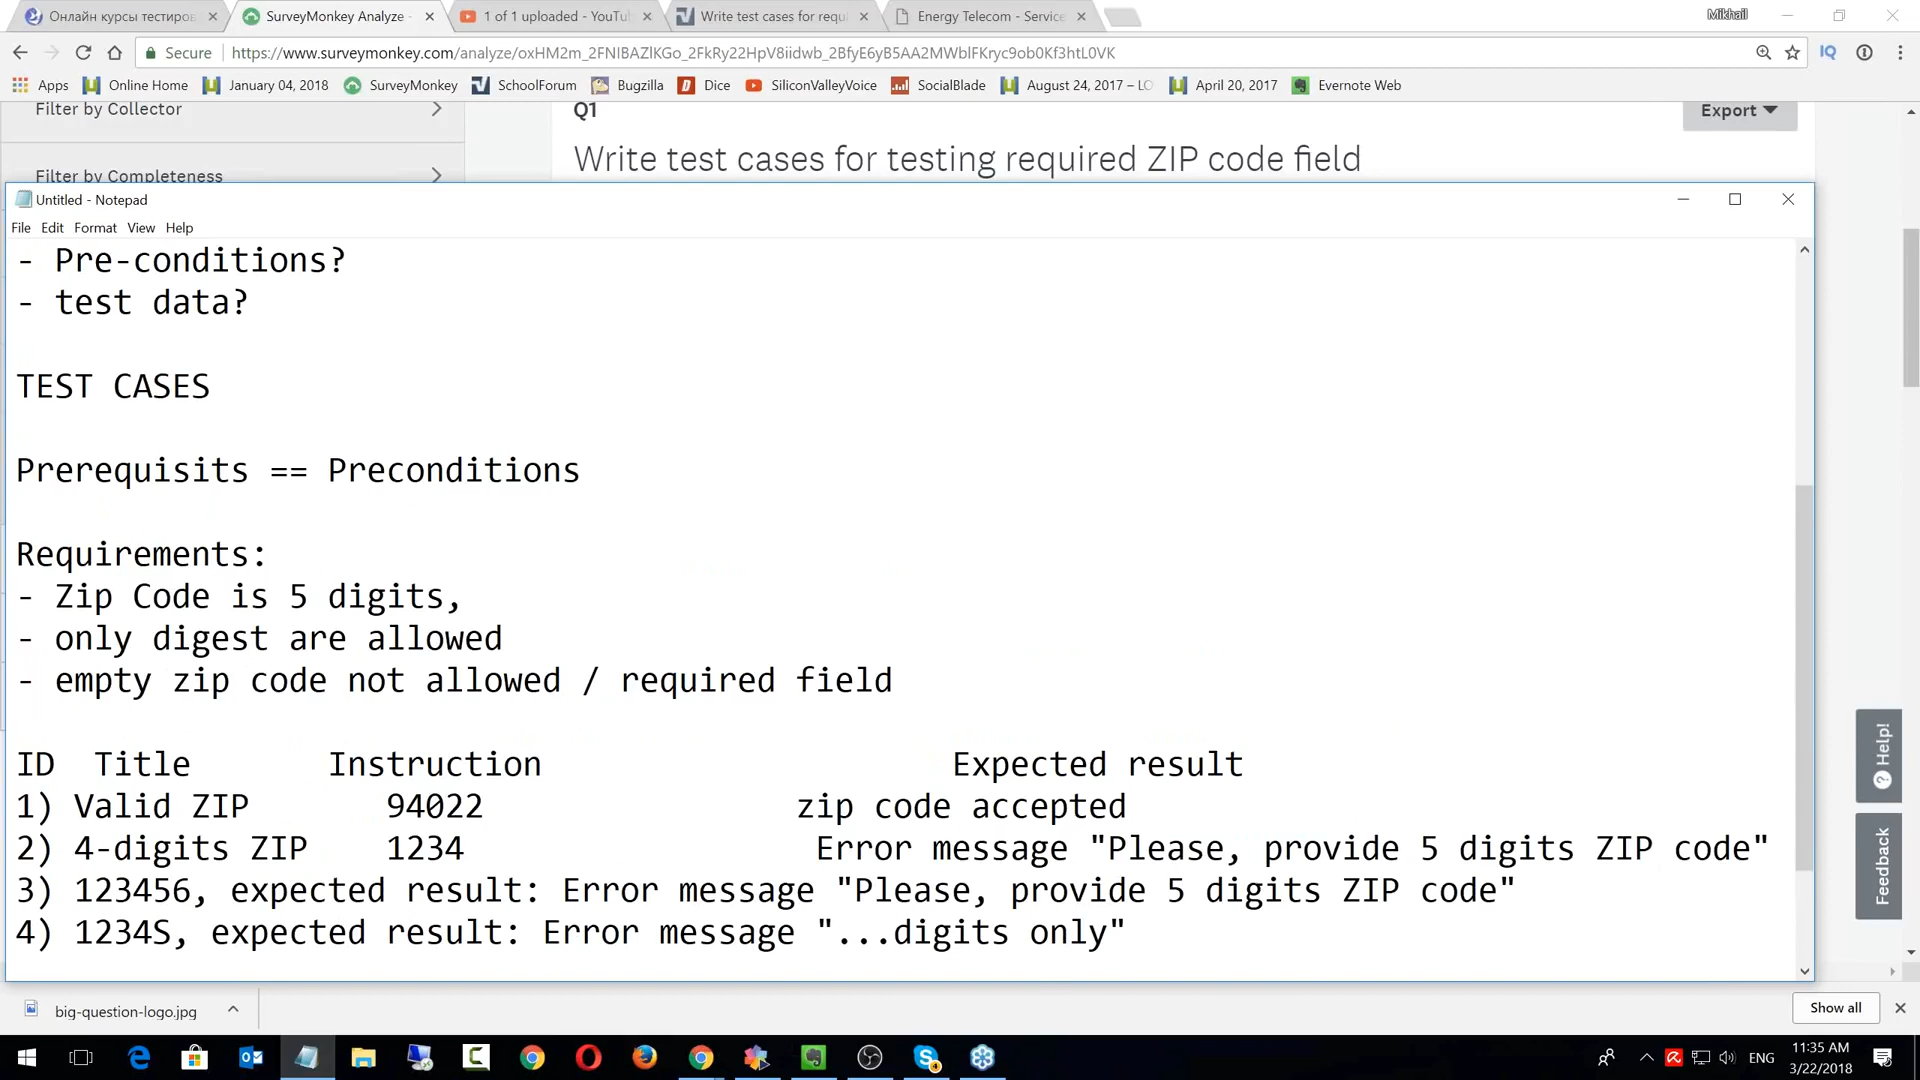 Онлайн курсы тестиров
SurveyMonkey Analyze -
1 of 1 uploaded - YouTu
Write test cases for requ
Energy Telecom - Service
Mikhail
Secure
https://www.surveymonkey.com/analyze/oxHM2m_2FNIBAZlKGo_2FkRy22HpV8iidwb_2BfyE6yB5AA2MWblFKryc9ob0Kf3htL0VK
IQ
Apps
Online Home
January 04, 2018
SurveyMonkey
SchoolForum
Bugzilla
Dice
SiliconValleyVoice
SocialBlade
August 24, 2017 – LO
April 20, 2017
Evernote Web
Filter by Collector
Q1
Export
Write test cases for testing required ZIP code field
Filter by Completeness
Untitled - Notepad
File Edit Format View Help
- Pre-conditions?
- test data?
TEST CASES
Prerequisits == Preconditions
Requirements:
- Zip Code is 5 digits,
- only digest are allowed
- empty zip code not allowed / required field
ID Title Instruction Expected result
1) Valid ZIP 94022 zip code accepted
2) 4-digits ZIP 1234 Error message "Please, provide 5 digits ZIP code"
3) 123456, expected result: Error message "Please, provide 5 digits ZIP code"
4) 1234S, expected result: Error message "...digits only"
? Help!
Feedback
big-question-logo.jpg
Show all
ENG
11:35 AM
3/22/2018